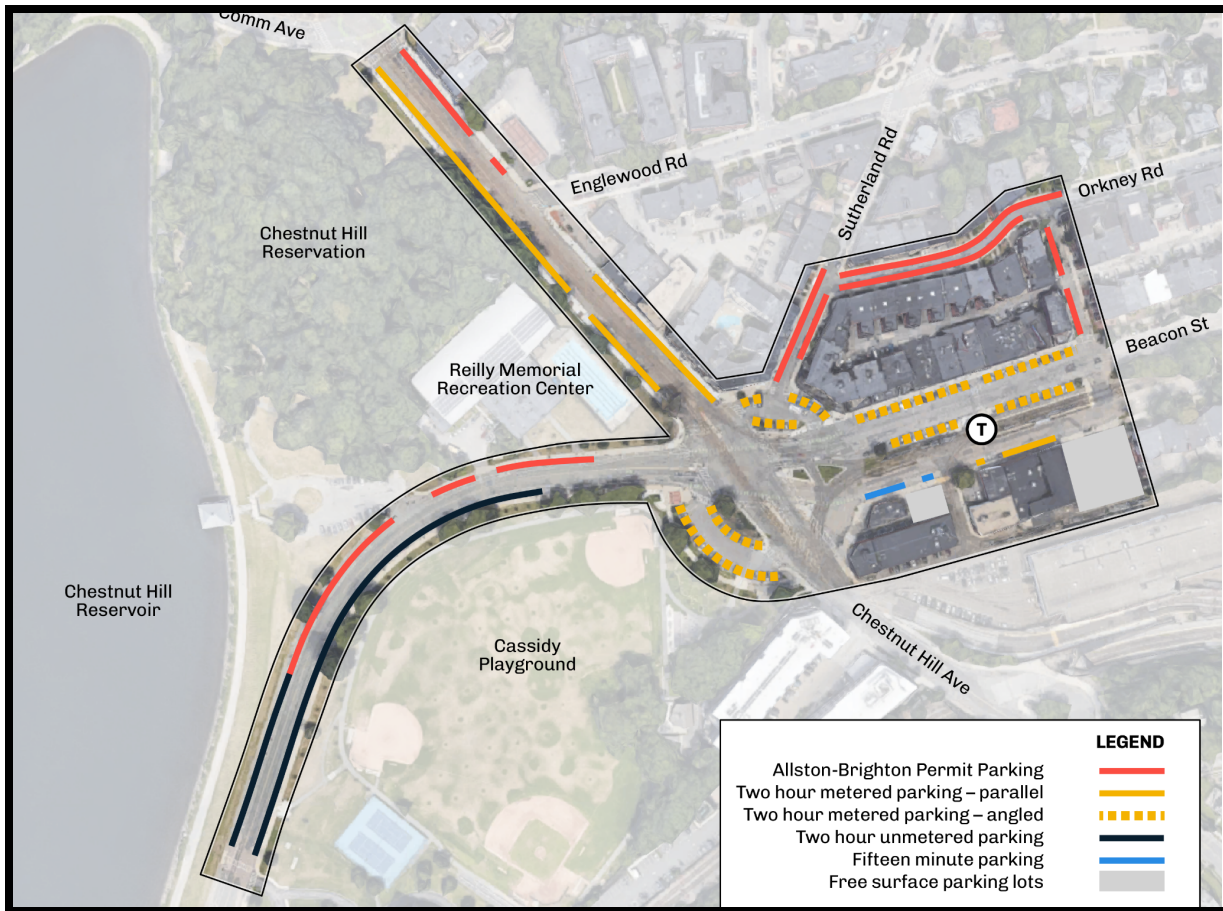 Comm Ave
Englewood Rd
Sutherland Rd
Orkney Rd
Chestnut Hill
Reservation
Beacon St
Reilly Memorial
Recreation Center
T
Chestnut Hill
Reservoir
Cassidy
Playground
Chestnut Hill Ave
LEGEND
Allston-Brighton Permit Parking
Two hour metered parking – parallel
Two hour metered parking – angled
Two hour unmetered parking
Fifteen minute parking
Free surface parking lots